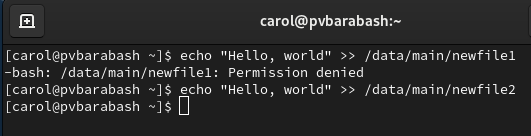 carol@pvbarabash:~
[carol@pvbarabash ~]$ echo "Hello, world" >> /data/main/newfile1
-bash: /data/main/newfile1: Permission denied
[carol@pvbarabash ~]$ echo "Hello, world" >> /data/main/newfile2
[carol@pvbarabash ~]$